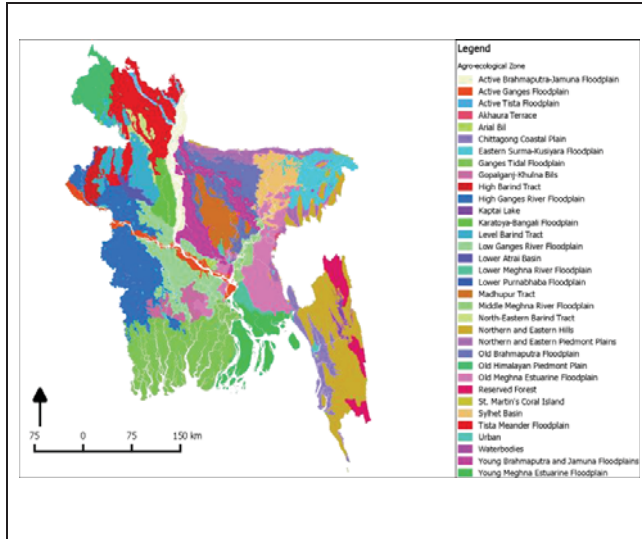 Legend
Agro-ecological Zone
Active Brahmaputra-Jamuna Floodplain
Active Ganges Floodplain
Active Tista Floodplain
Akhaura Terrace
Arial Bil
Chittagong Coastal Plain
Eastern Surma-Kusiyara Floodplain
Ganges Tidal Floodplain
Gopalganj-Khulna Bils
High Barind Tract
High Ganges River Floodplain
Kaptai Lake
Karatoya-Bangali Floodplain
Level Barind Tract
Low Ganges River Floodplain
Lower Atrai Basin
Lower Meghna River Floodplain
Lower Purnabhaba Floodplain
Madhupur Tract
Middle Meghna River Floodplain
North-Eastern Barind Tract
Northern and Eastern Hills
Northern and Eastern Piedmont Plains
Old Brahmaputra Floodplain
Old Himalayan Piedmont Plain
Old Meghna Estuarine Floodplain
Reserved Forest
St. Martin's Coral Island
Sylhet Basin
Tista Meander Floodplain
Urban
Waterbodies
Young Brahmaputra and Jamuna Floodplains
Young Meghna Estuarine Floodplain
75 0 75 150 km